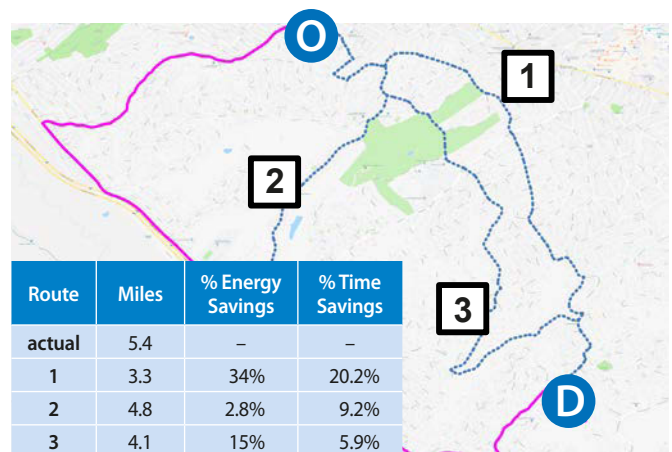 O
1
2
3
D
Route Miles % Energy Savings % Time Savings
actual 5.4 – –
1 3.3 34% 20.2%
2 4.8 2.8% 9.2%
3 4.1 15% 5.9%